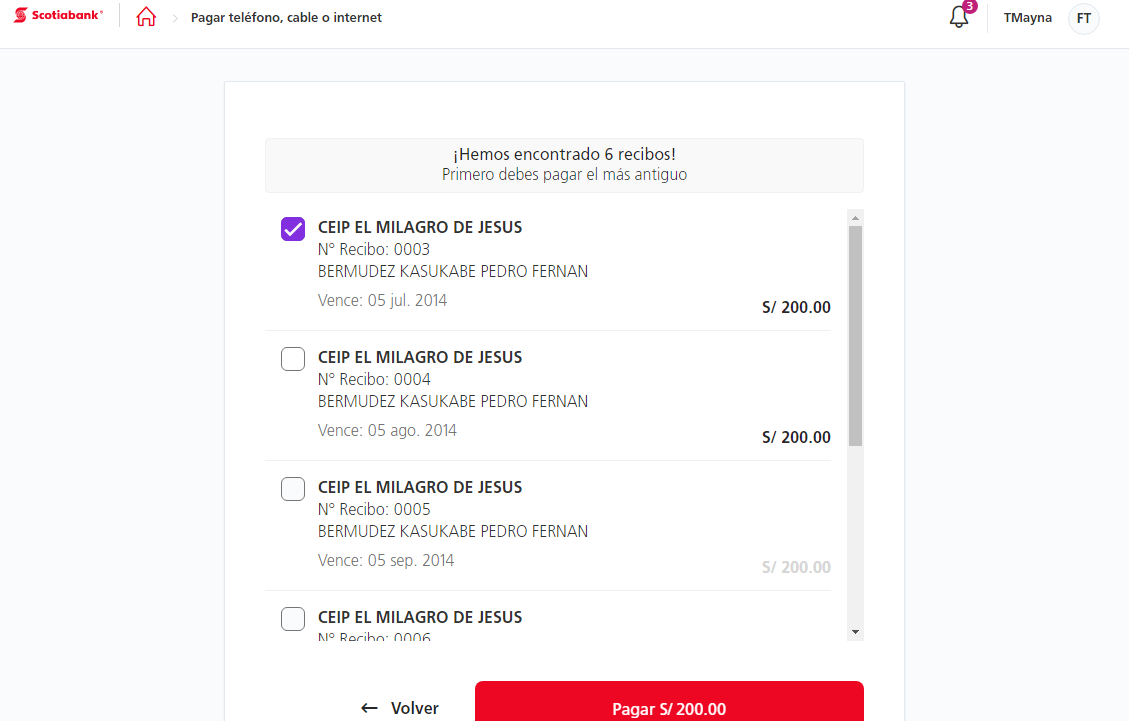 Scotiabank
Pagar teléfono, cable o internet
3
TMayna
FT
¡Hemos encontrado 6 recibos!
Primero debes pagar el más antiguo
CEIP EL MILAGRO DE JESUS
N° Recibo: 0003
BERMUDEZ KASUKABE PEDRO FERNAN
Vence: 05 jul. 2014
S/ 200.00
CEIP EL MILAGRO DE JESUS
N° Recibo: 0004
BERMUDEZ KASUKABE PEDRO FERNAN
Vence: 05 ago. 2014
S/ 200.00
CEIP EL MILAGRO DE JESUS
N° Recibo: 0005
BERMUDEZ KASUKABE PEDRO FERNAN
Vence: 05 sep. 2014
S/ 200.00
CEIP EL MILAGRO DE JESUS
N° Recibo: 0006
Volver
Pagar S/ 200.00